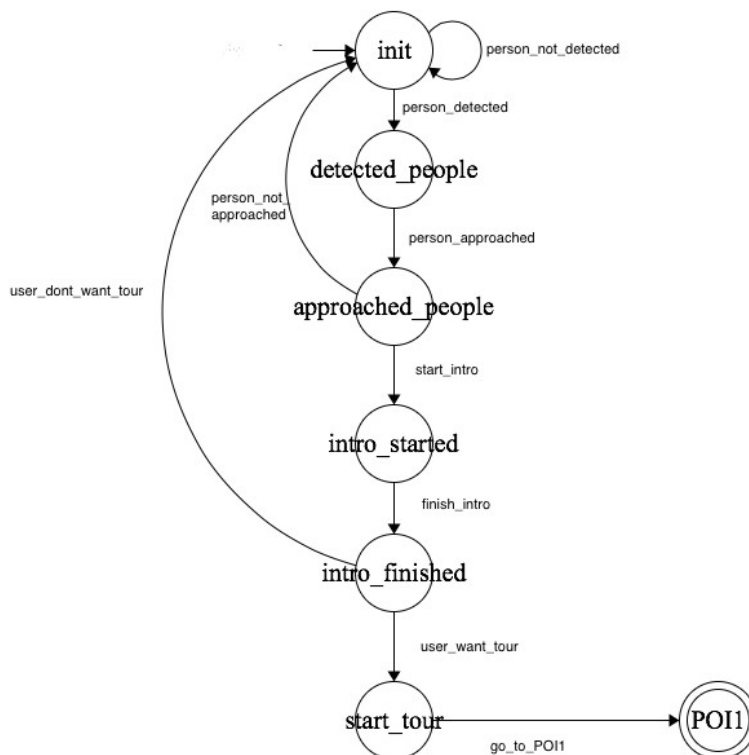 init
person_not_detected
person_detected
detected_people
person_not_
approached
person_approached
user_dont_want_tour
approached_people
start_intro
intro_started
finish_intro
intro_finished
user_want_tour
start_tour
POI1
go_to_POI1